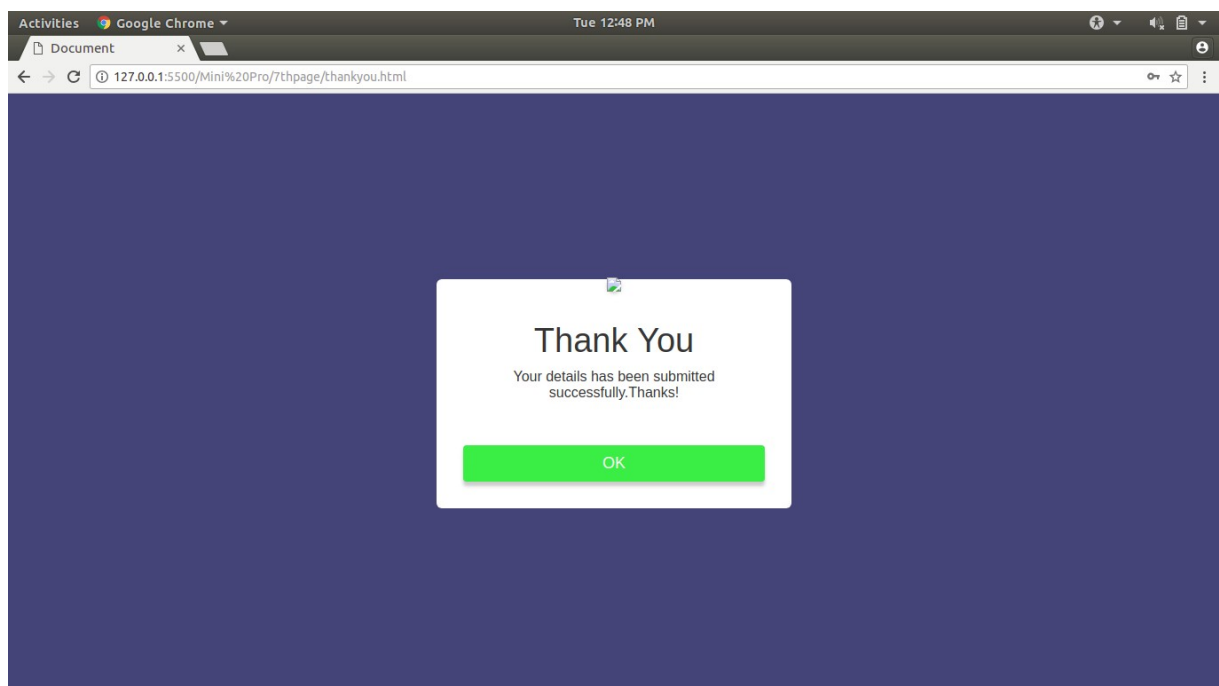 Activities Google Chrome Tue 12:48 PM
Document
127.0.0.1:5500/Mini%20Pro/7thpage/thankyou.html
Thank You
Your details has been submitted
successfully.Thanks!
OK